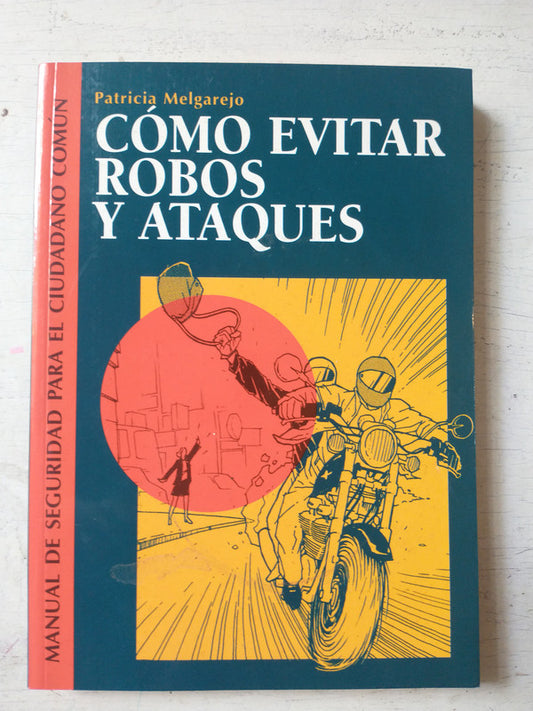 Patricia Melgarejo
CÓMO EVITAR
ROBOS
Y ATAQUES
MANUAL DE SEGURIDAD PARA EL CIUDADANO COMÚN